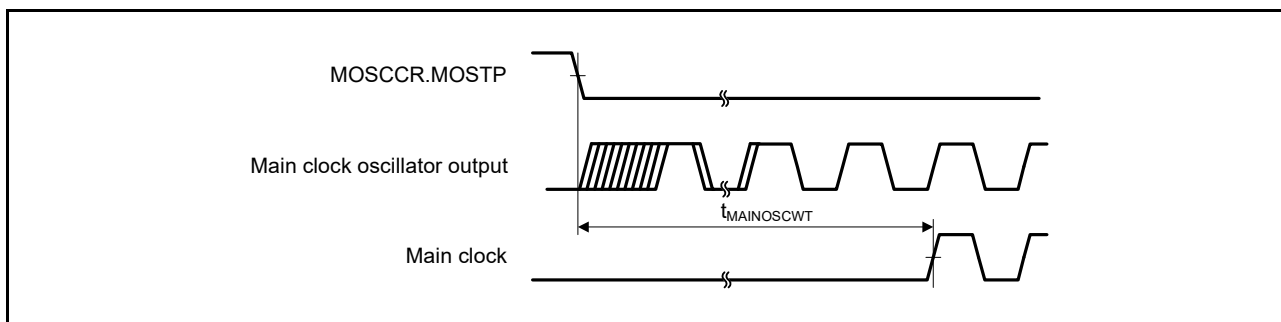 MOSCCR.MOSTP
Main clock oscillator output
tMAINOSCWT
Main clock